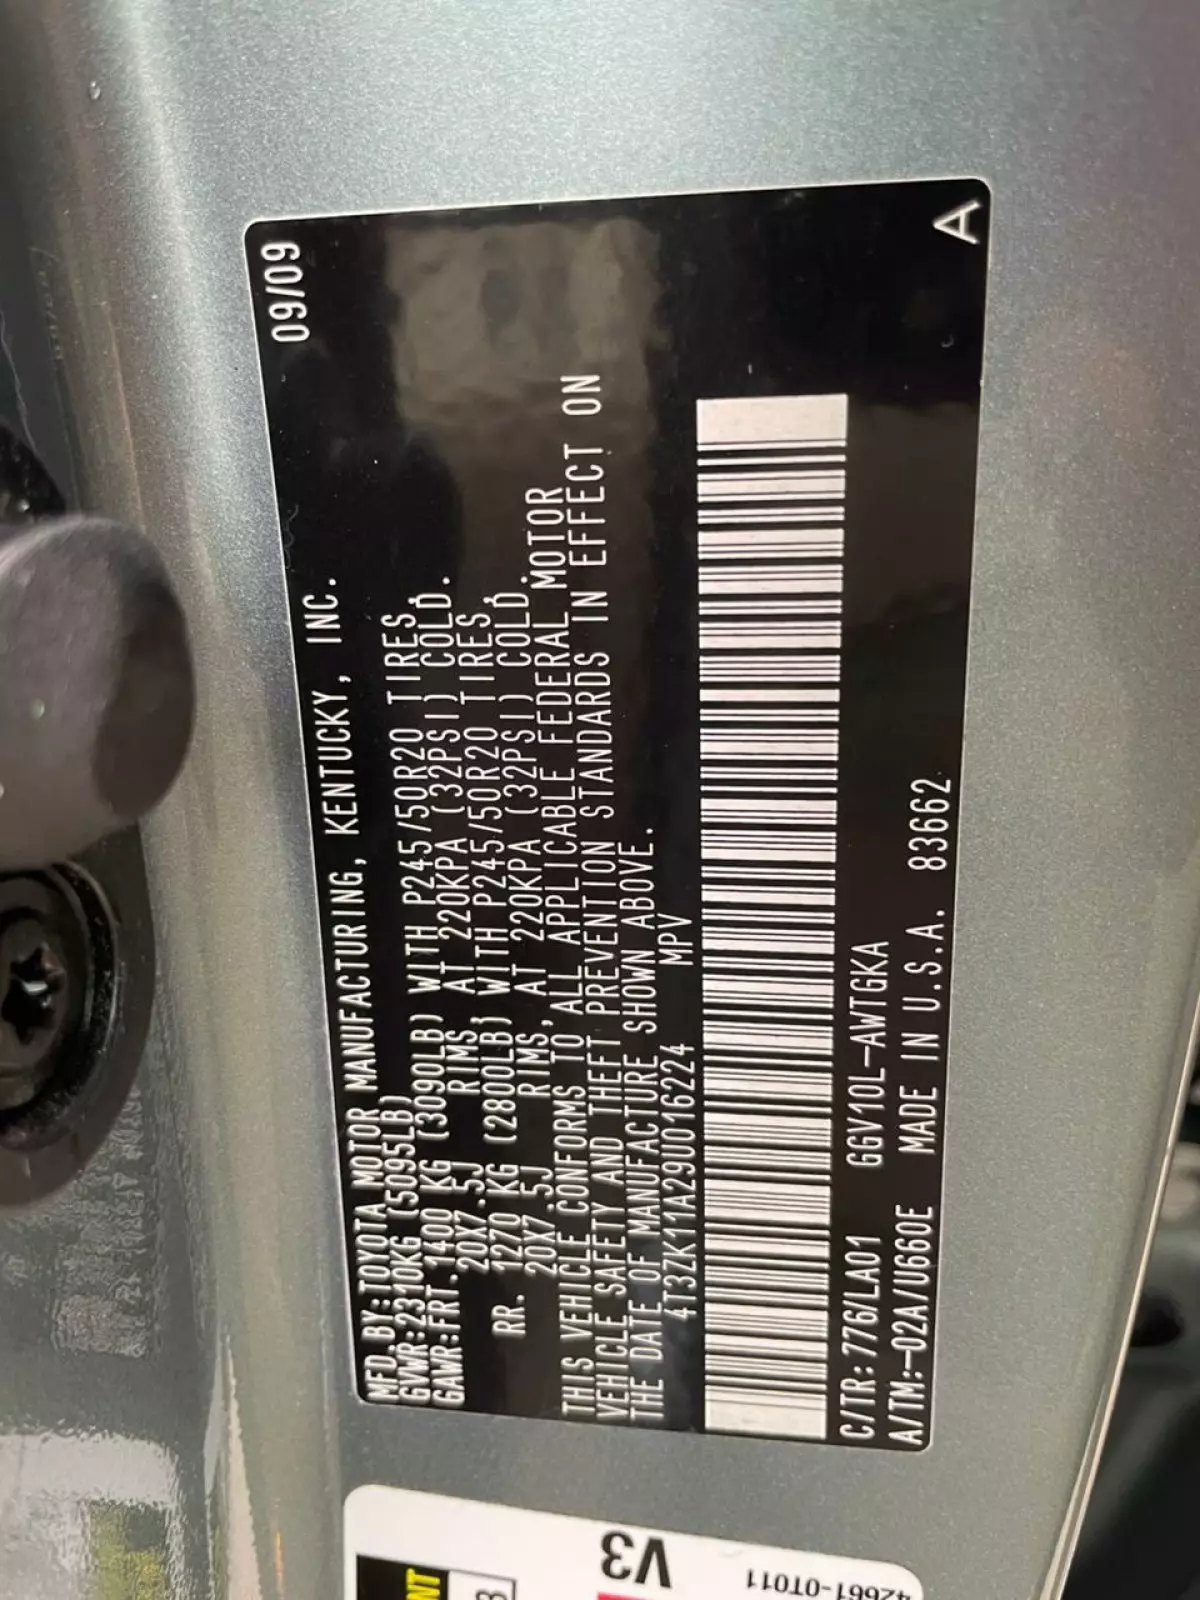 MFD.BY:TOYOTA MOTOR MANUFACTURING, KENTUCKY, INC. 09/09
GVWR:2310KG (5095LB)
GAWR:FRT.1400 KG (3090LB) WITH P245/50R20 TIRES,
20X7.5J RIMS, AT 220KPA (32PSI) COLD.
RR. 1270 KG (2800LB) WITH P245/50R20 TIRES,
20X7.5J RIMS, AT 220KPA (32PSI) COLD.
THIS VEHICLE CONFORMS TO ALL APPLICABLE FEDERAL MOTOR
VEHICLE SAFETY AND THEFT PREVENTION STANDARDS IN EFFECT ON
THE DATE OF MANUFACTURE SHOWN ABOVE.
4T3ZK11A29U016224 MPV
C/TR:776/LA01 GGV10L-AWTGKA
A/TM:-02A/U660E MADE IN U.S.A. 83662 A
V3
42661-0T011